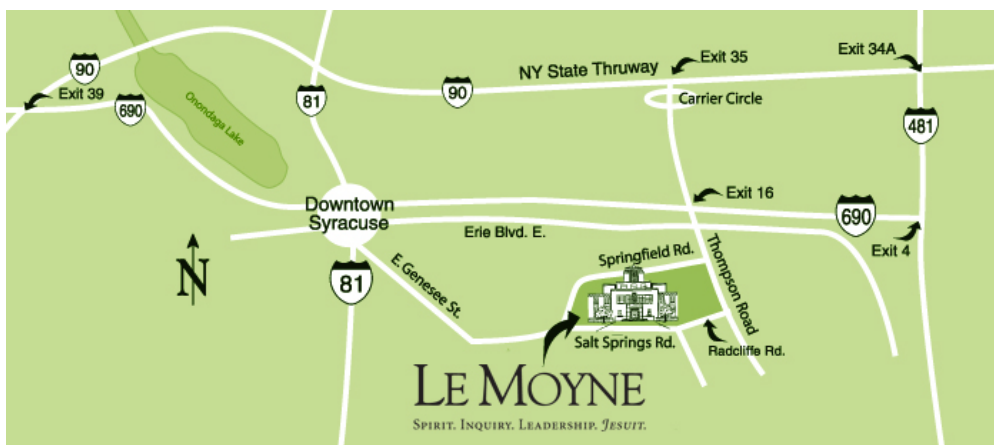 90
Exit 39
690
Onondaga Lake
81
90
NY State Thruway
Exit 35
Carrier Circle
Exit 34A
481
Downtown
Syracuse
Exit 16
690
Exit 4
Erie Blvd. E.
N
81
E. Genesee St.
Springfield Rd.
Thompson Road
Salt Springs Rd.
Radcliffe Rd.
LE MOYNE
SPIRIT. INQUIRY. LEADERSHIP. JESUIT.